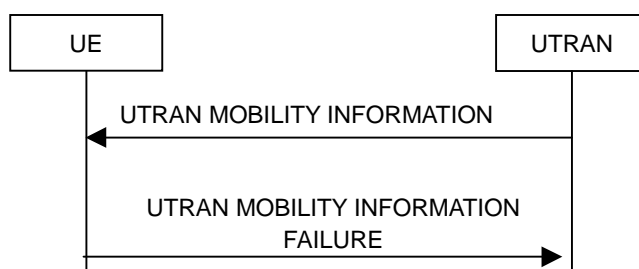 UE
UTRAN
UTRAN MOBILITY INFORMATION
UTRAN MOBILITY INFORMATION
FAILURE